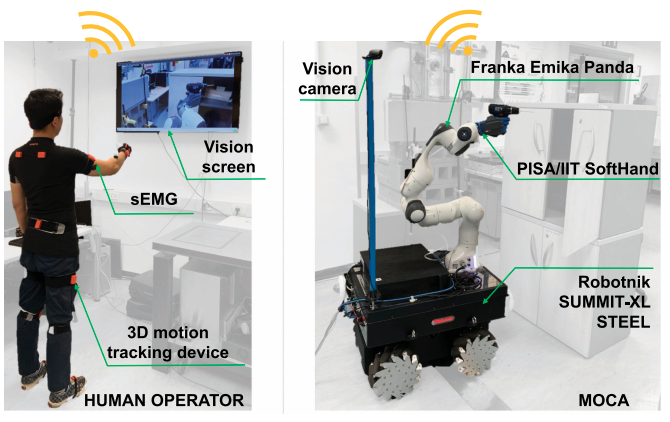 Vision
screen
sEMG
3D motion
tracking device
HUMAN OPERATOR
Vision
camera
Franka Emika Panda
PISA/IIT SoftHand
Robotnik
SUMMIT-XL
STEEL
MOCA